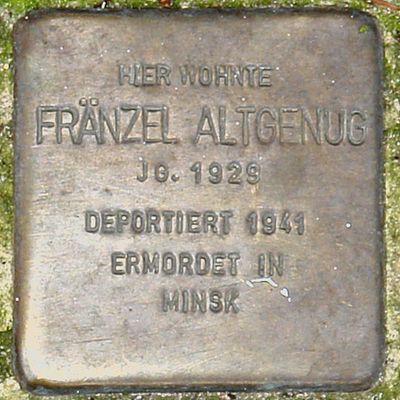 HIER WOHNTE
FRÄNZEL ALTGENUG
JG. 1929
DEPORTIERT 1941
ERMORDET IN
MINSK